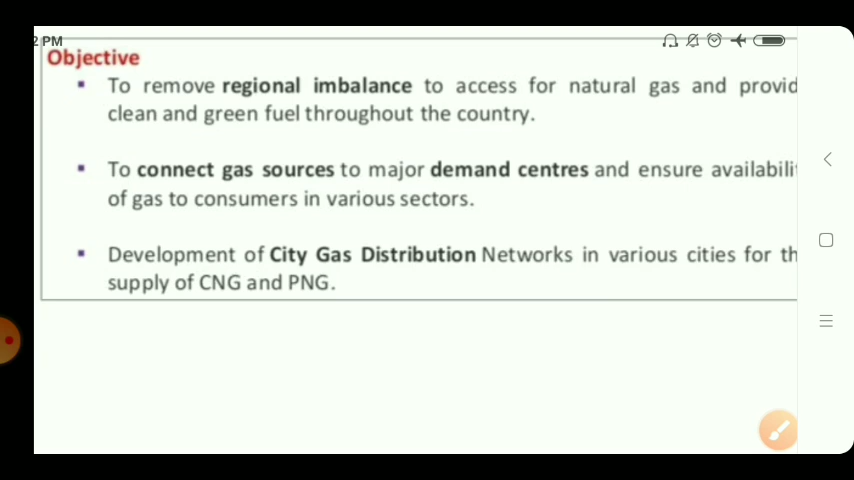 2 PM
Objective
▪ To remove regional imbalance to access for natural gas and provid
clean and green fuel throughout the country.
▪ To connect gas sources to major demand centres and ensure availabili
of gas to consumers in various sectors.
▪ Development of City Gas Distribution Networks in various cities for th
supply of CNG and PNG.